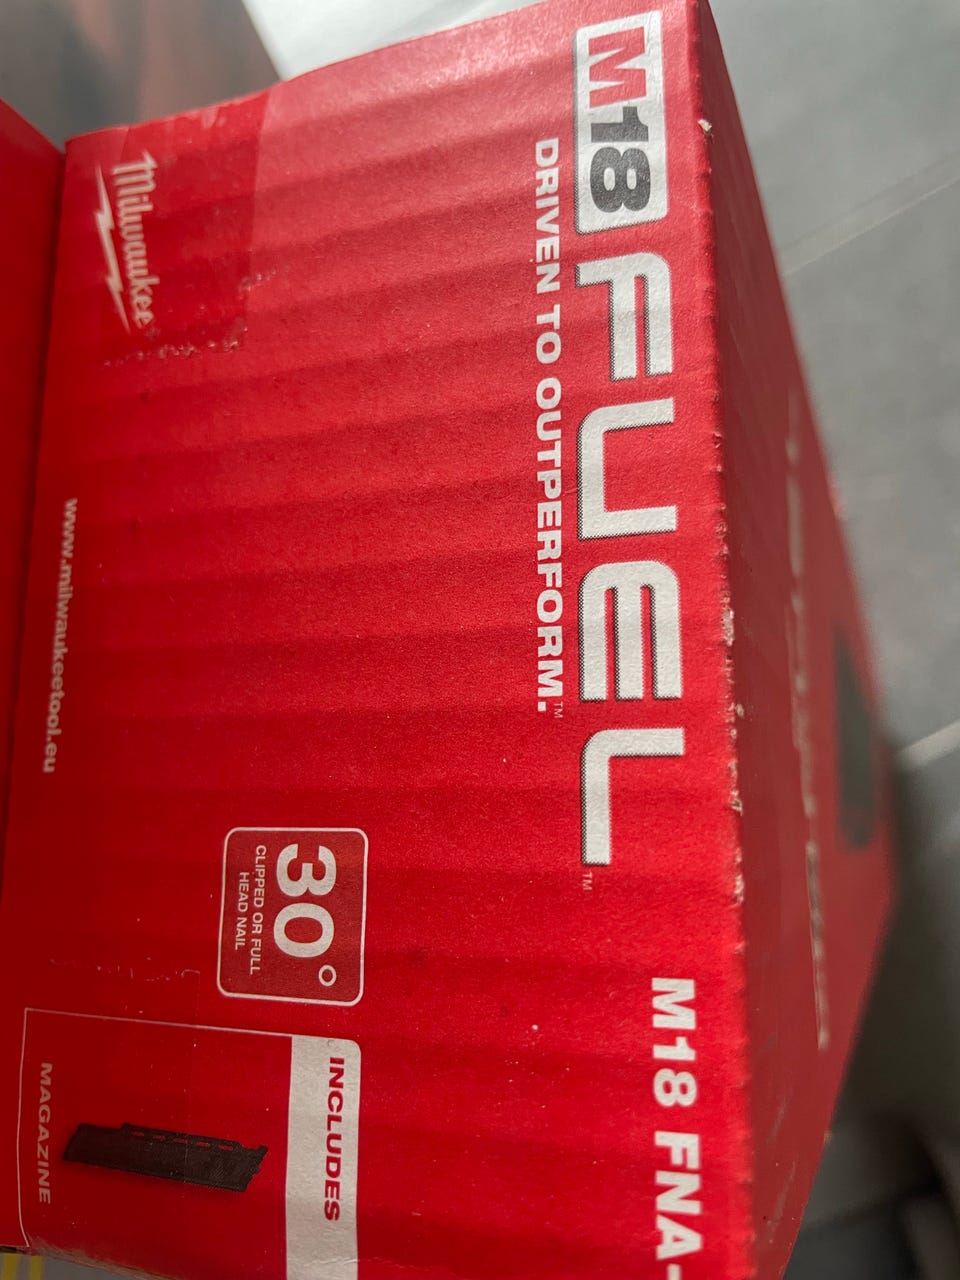 M18 FUEL™
DRIVEN TO OUTPERFORM.™
Milwaukee
M18 FNA-
30°
CLIPPED OR FULL
HEAD NAIL
INCLUDES
MAGAZINE
www.milwaukeetool.eu